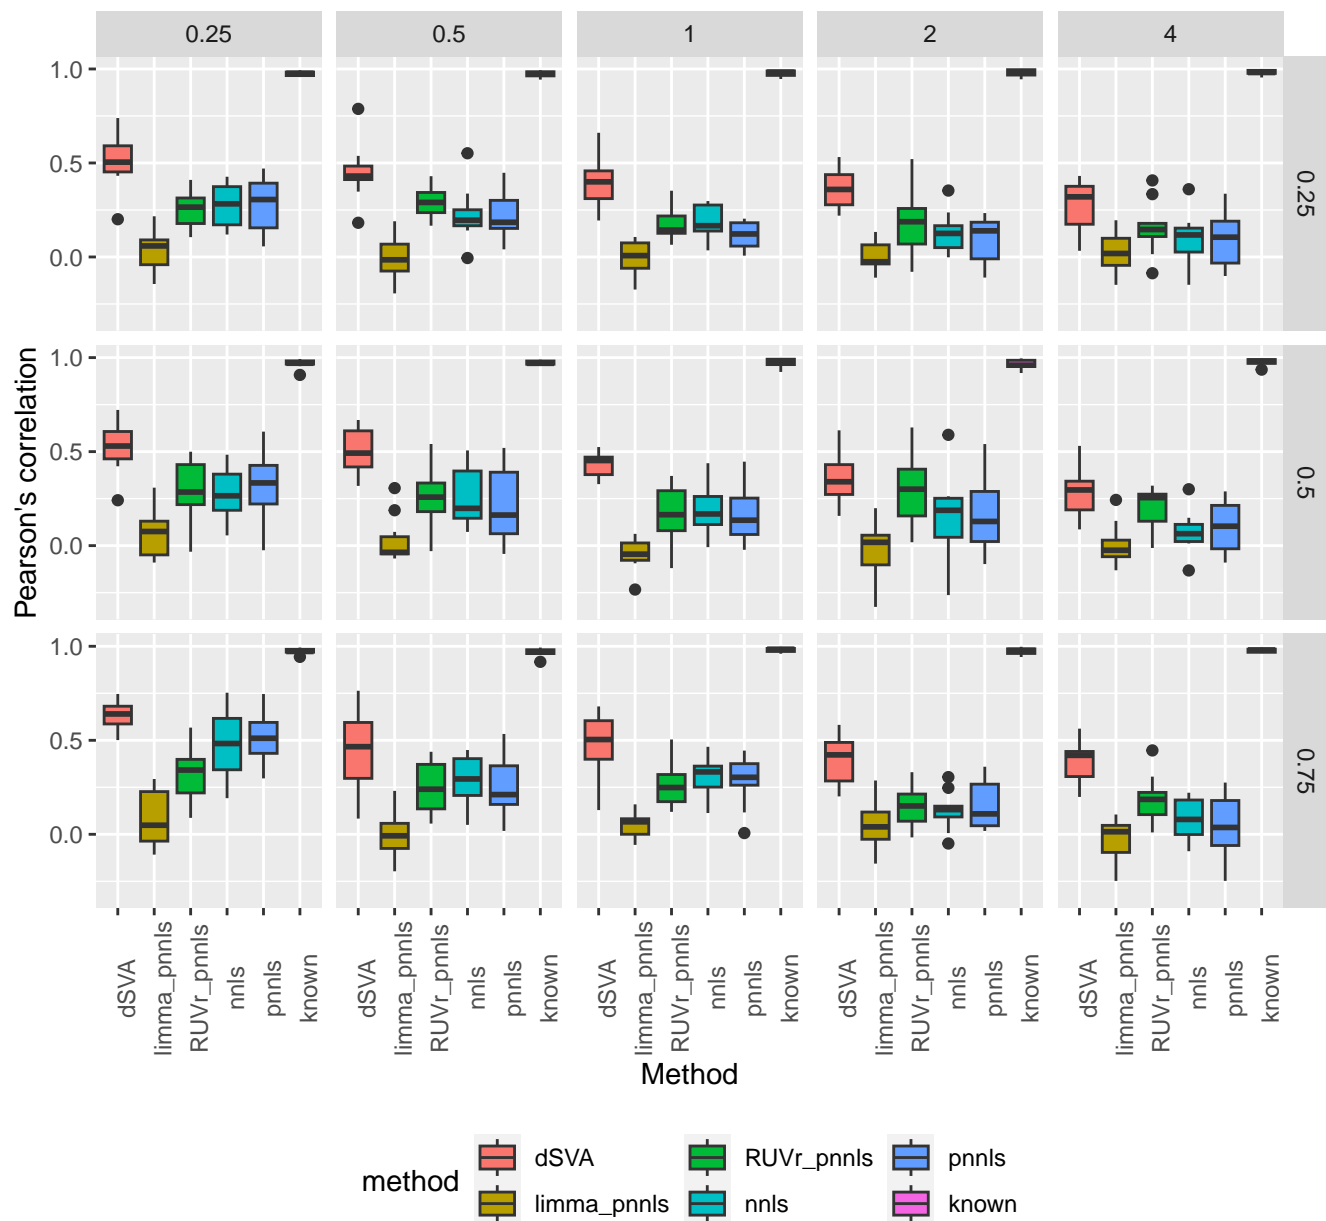 0.25 0.5 1 2 4
1.0
0.5
0.0
0.25
1.0
0.5
0.0
0.5
1.0
0.5
0.0
0.75
Pearson's correlation
dSVA limma_pnnls RUVr_pnnls nnls pnnls known
dSVA limma_pnnls RUVr_pnnls nnls pnnls known
dSVA limma_pnnls RUVr_pnnls nnls pnnls known
dSVA limma_pnnls RUVr_pnnls nnls pnnls known
dSVA limma_pnnls RUVr_pnnls nnls pnnls known
Method
method
dSVA RUVr_pnnls pnnls
limma_pnnls nnls known